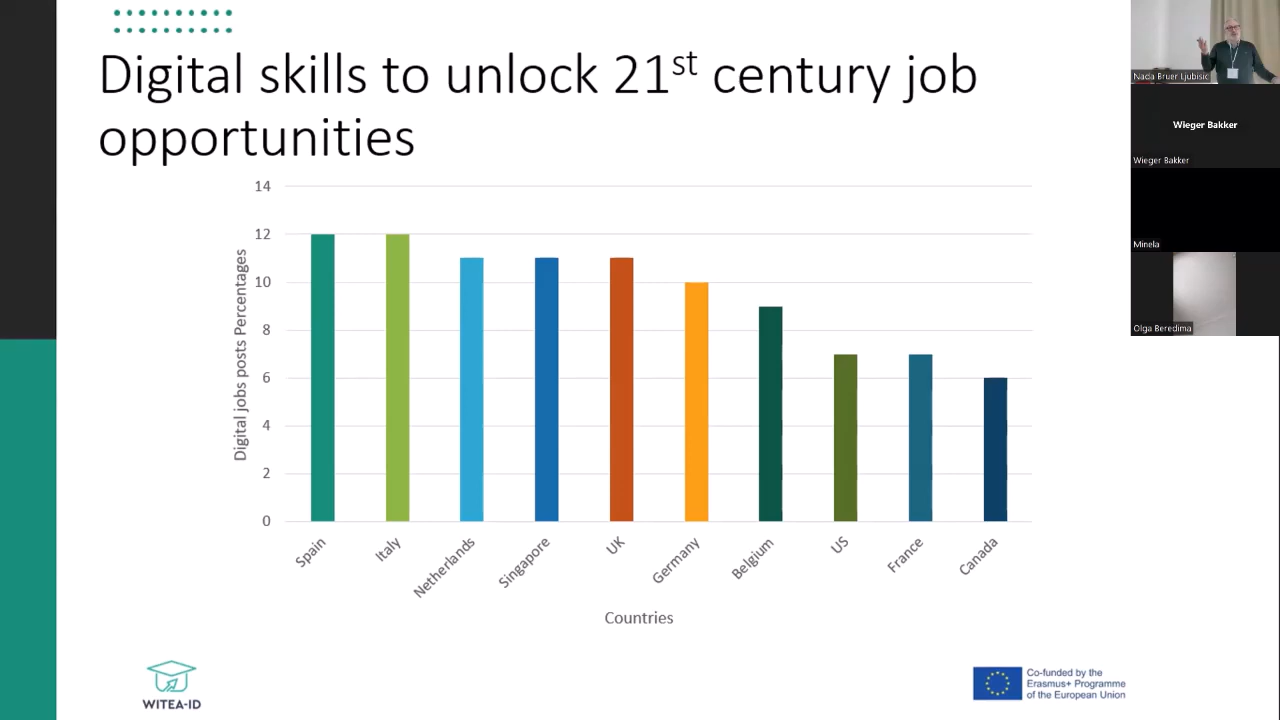 Digital skills to unlock 21st century job
opportunities
Digital jobs posts Percentages
14
12
10
8
6
4
2
0
Spain
Italy
Netherlands
Singapore
UK
Germany
Belgium
US
France
Canada
Countries
WITEA-ID
Co-funded by the
Erasmus+ Programme
of the European Union
Nada Bruer Ljubisic
Wieger Bakker
Wieger Bakker
Minela
Olga Beredima